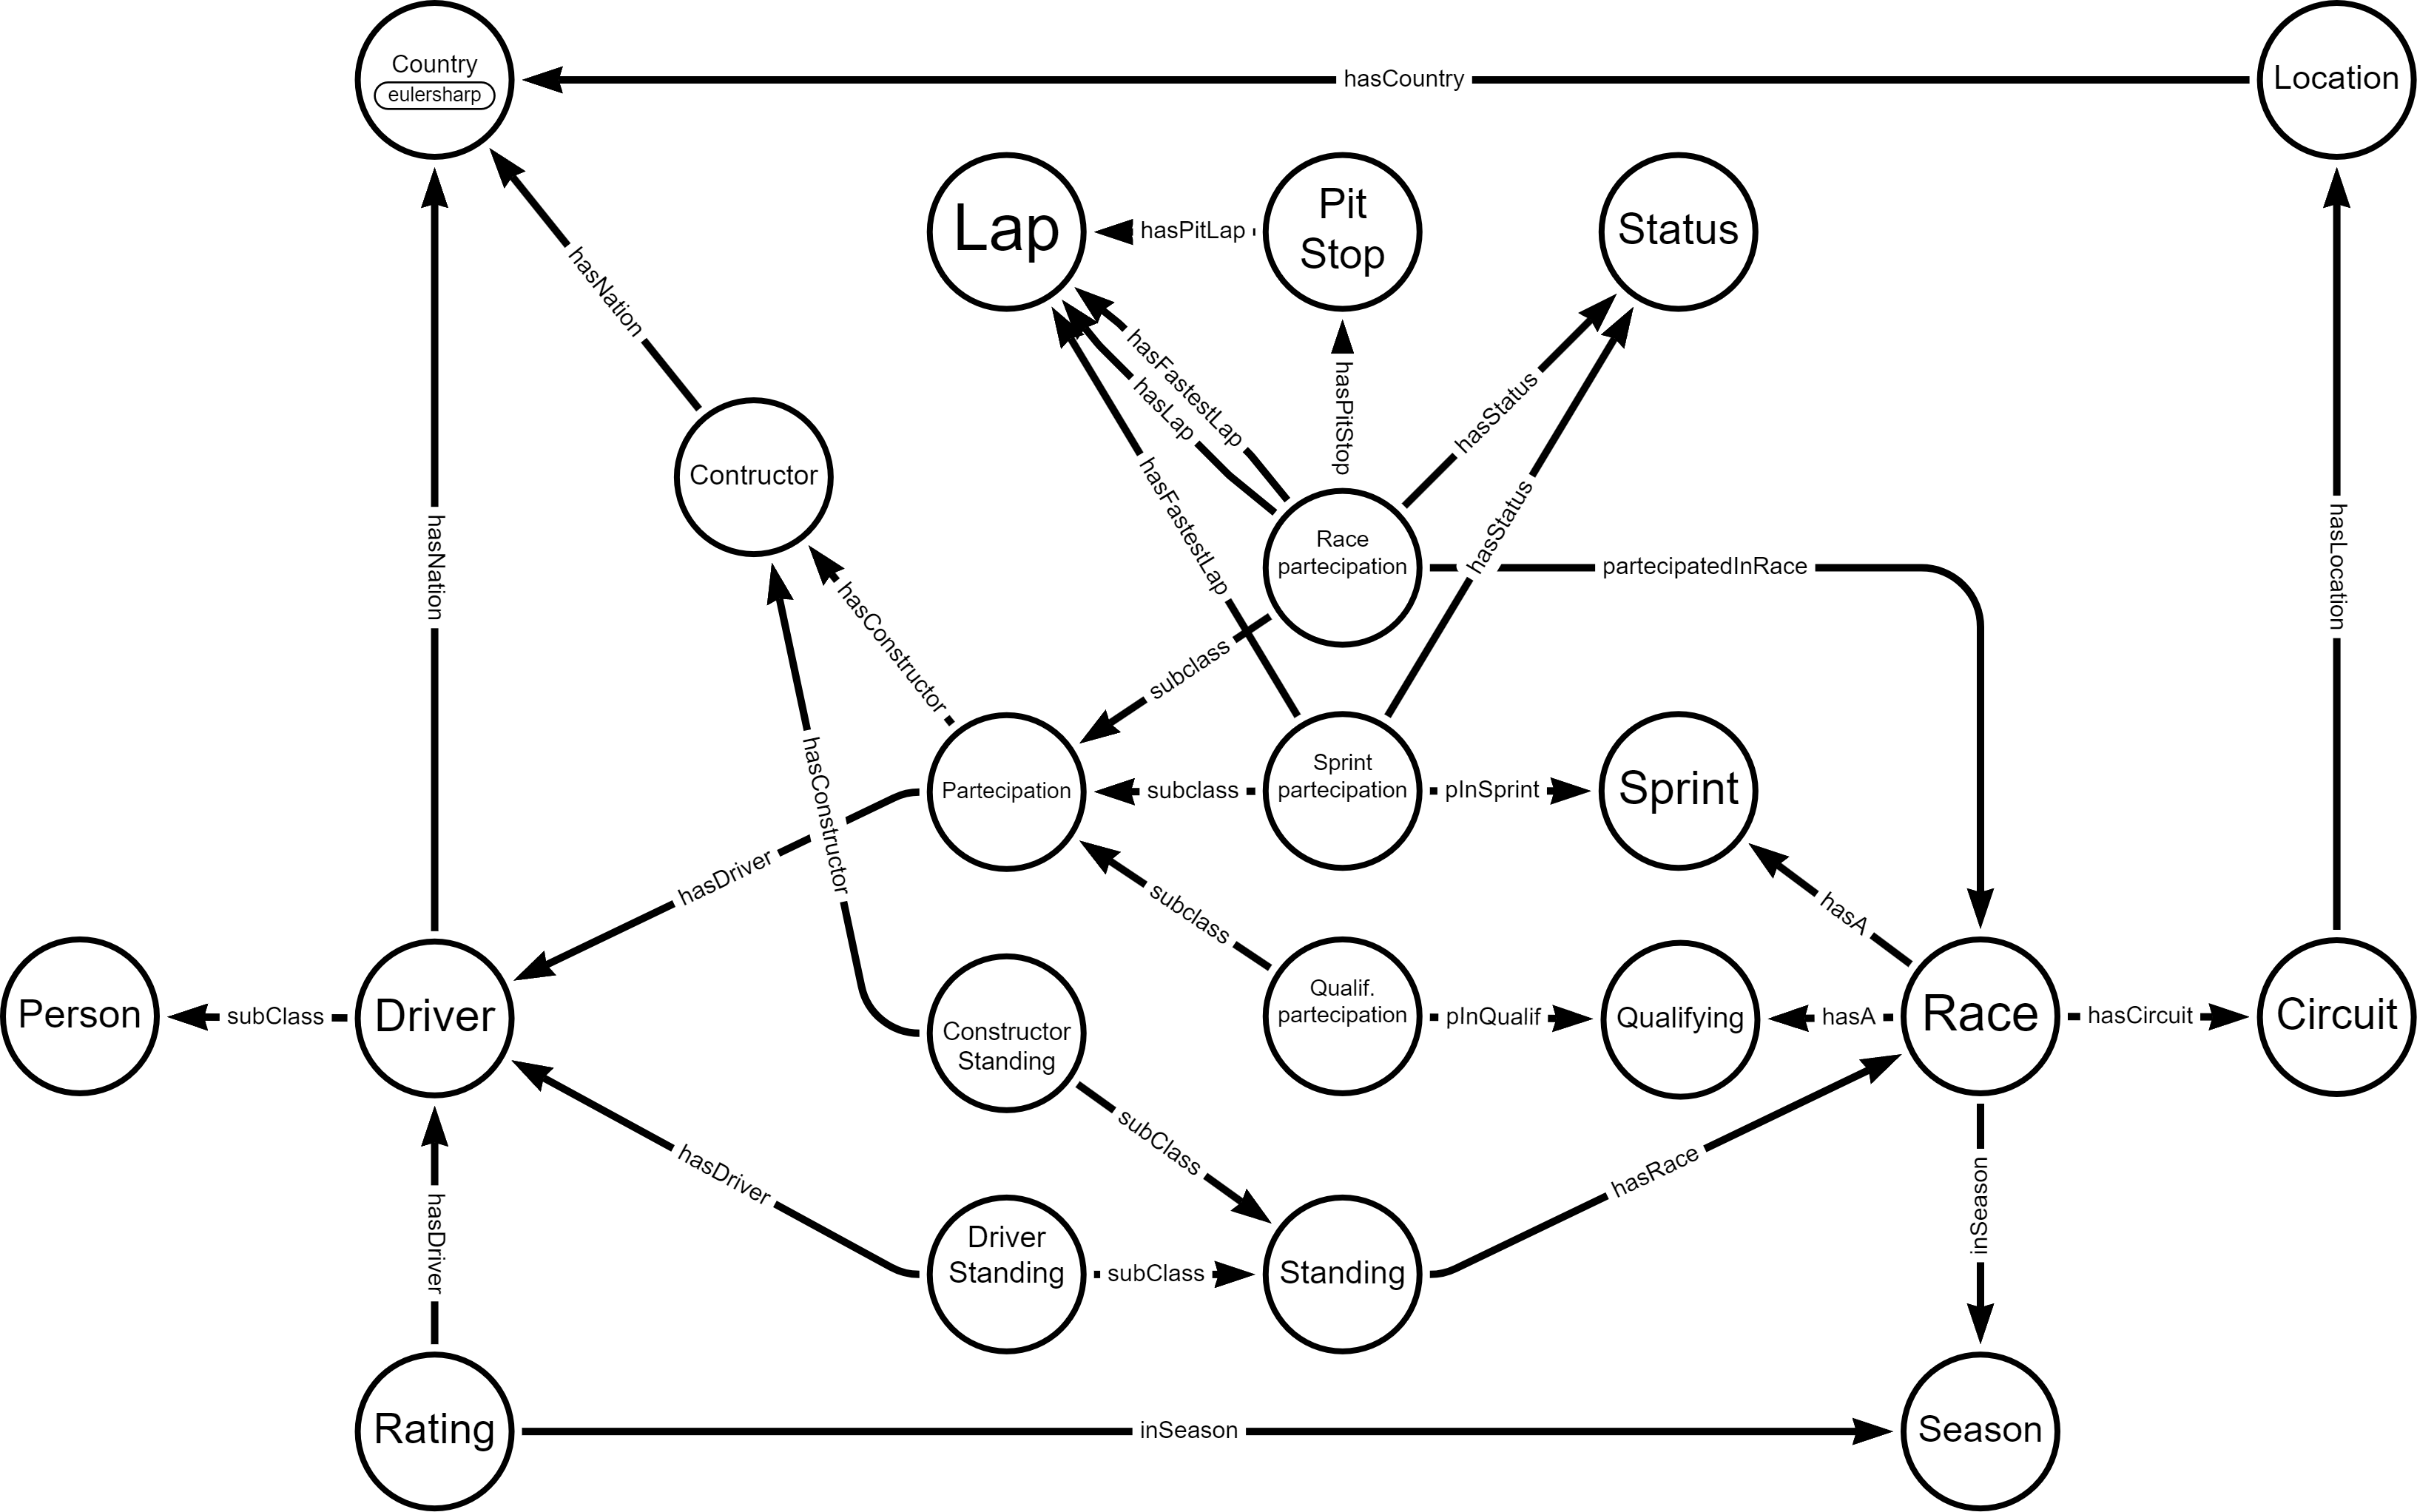 Country
eulersharp
hasCountry
Location
Lap
hasPitLap
Pit
Stop
Status
hasNation
hasFastestLap
hasLap
hasPitStop
hasStatus
Contructor
hasFastestLap
hasStatus
hasNation
Race
partecipation
partecipatedInRace
hasLocation
hasConstructor
subclass
hasConstructor
Partecipation
subclass
Sprint
partecipation
pInSprint
Sprint
hasDriver
subclass
hasA
Person
subClass
Driver
Constructor
Standing
Qualif.
partecipation
pInQualif
Qualifying
hasA
Race
hasCircuit
Circuit
subClass
hasDriver
hasRace
inSeason
hasDriver
Driver
Standing
subClass
Standing
Rating
inSeason
Season